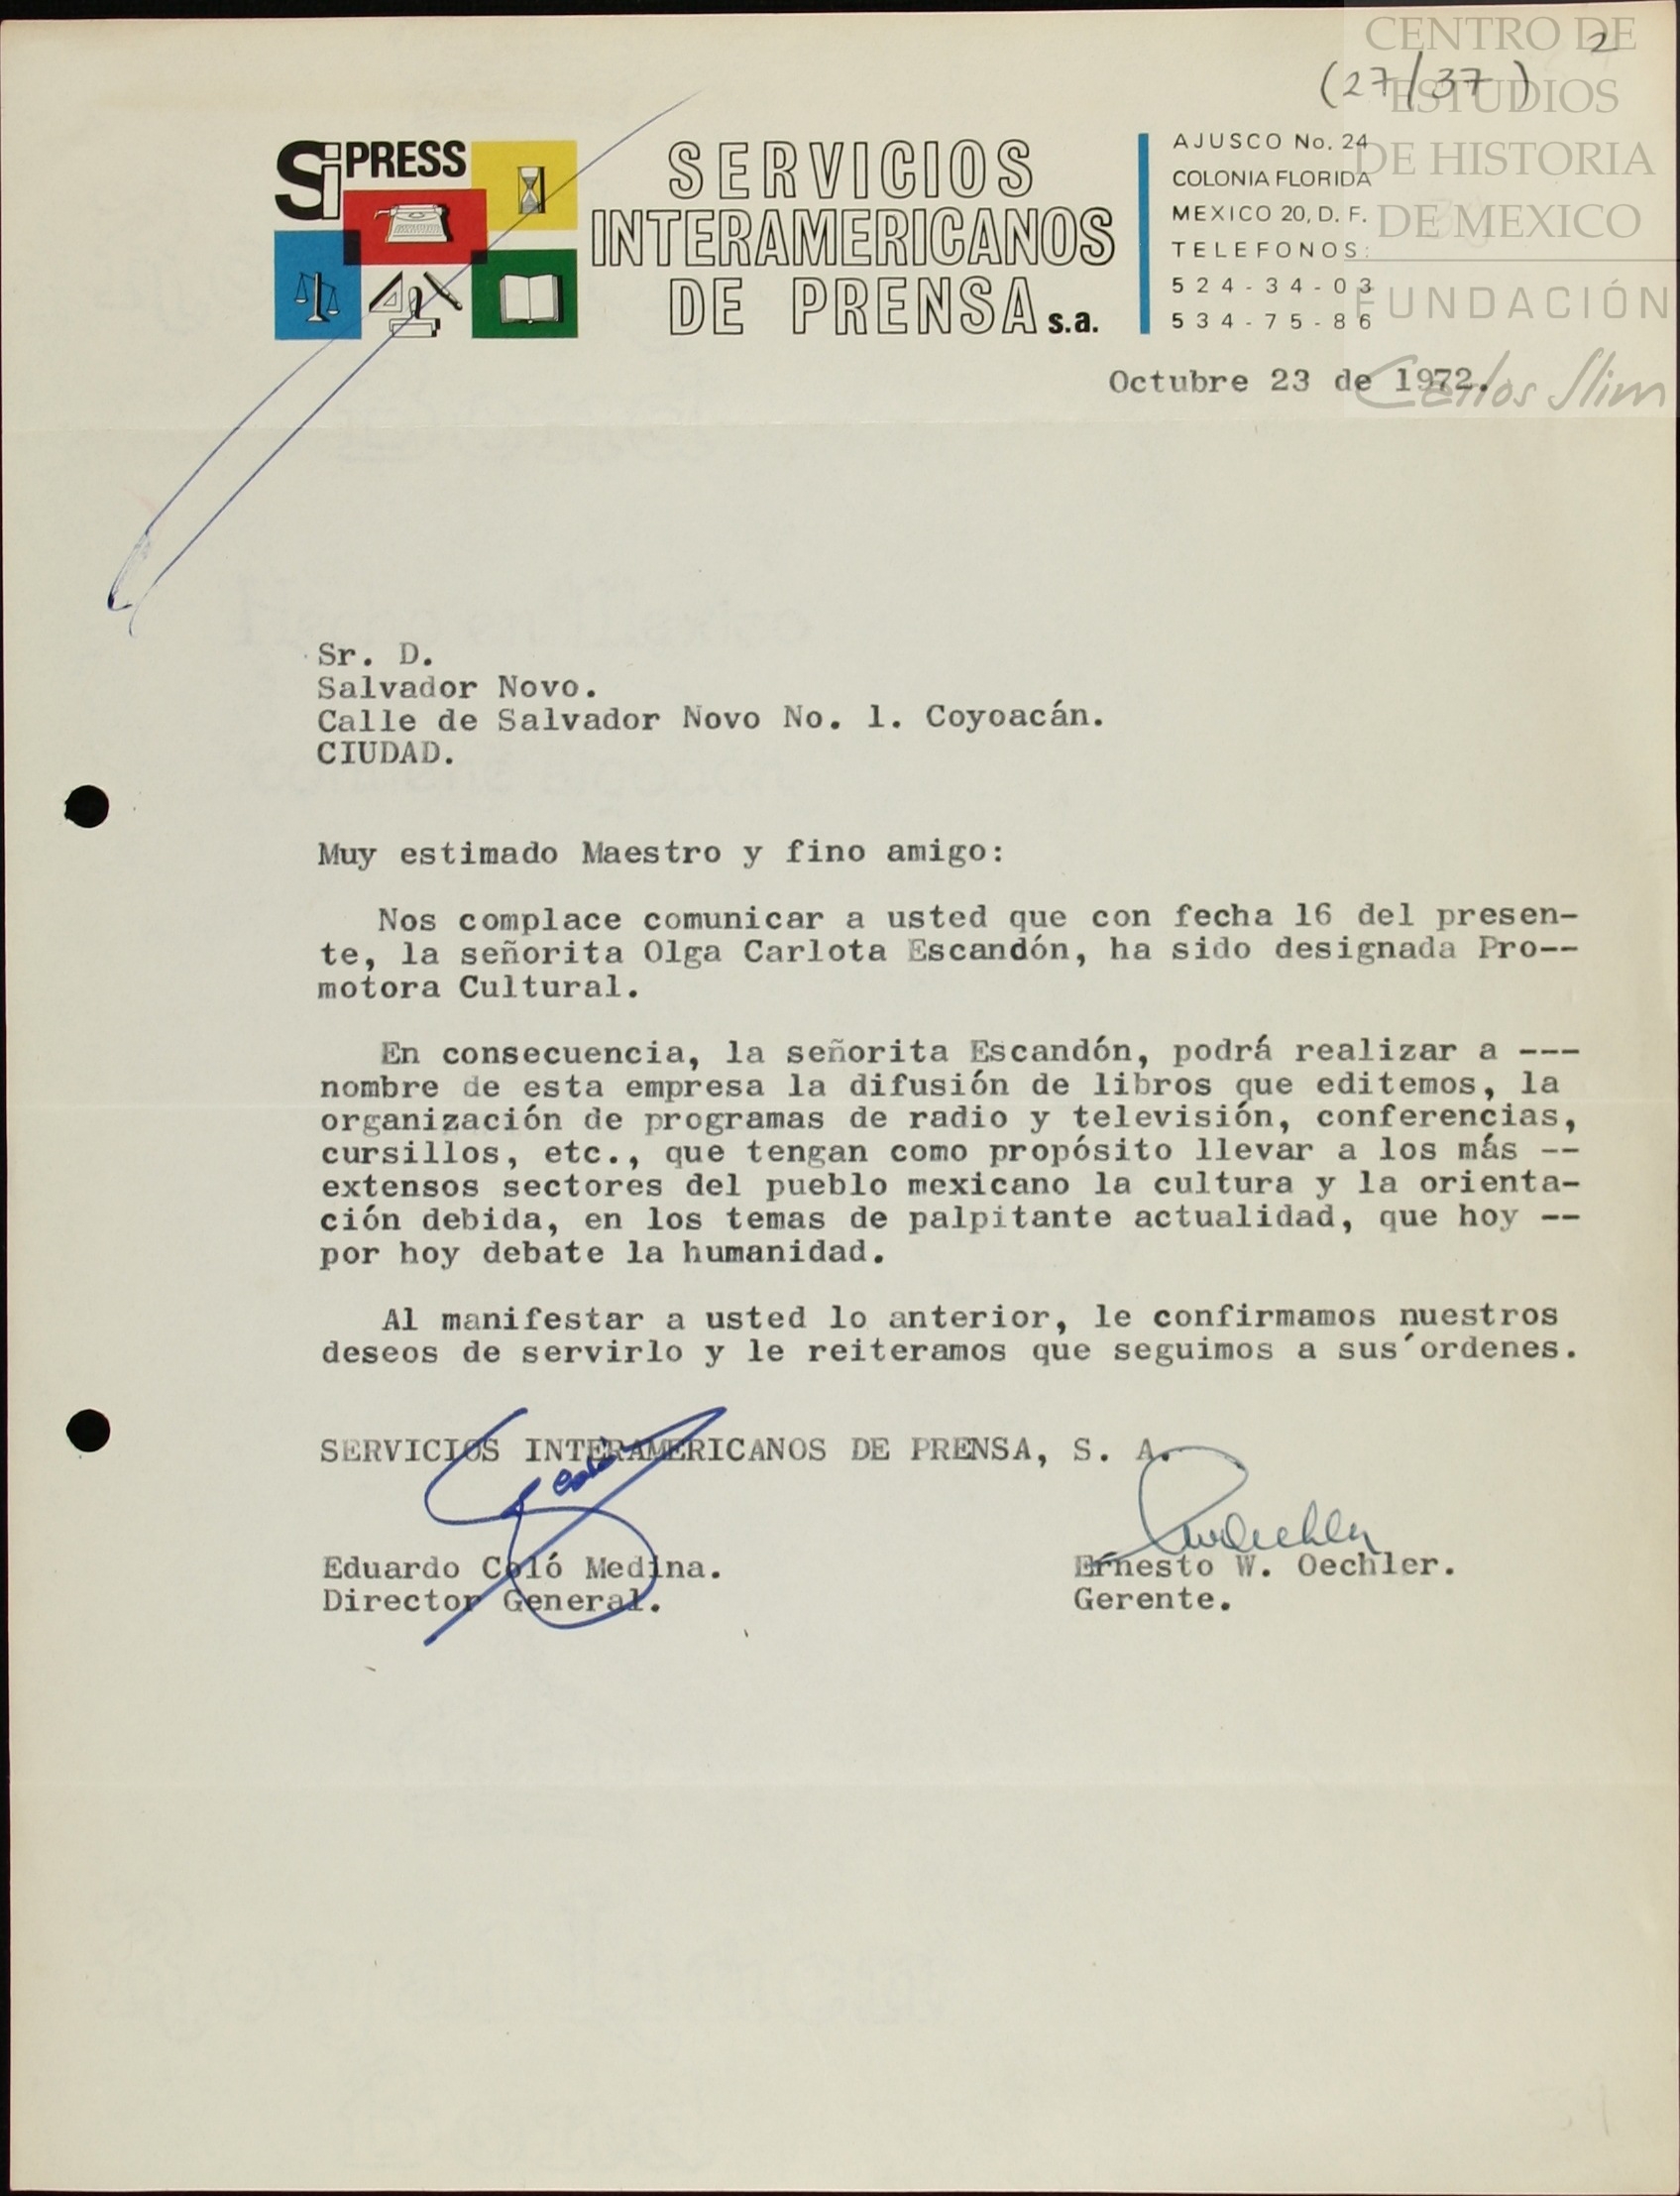 CENTRO DE
ESTUDIOS
DE HISTORIA
DE MEXICO
FUNDACIÓN
Carlos Slim
2
(27/37)
Si PRESS
SERVICIOS
INTERAMERICANOS
DE PRENSA s.a.
AJUSCO No. 24
COLONIA FLORIDA
MEXICO 20, D. F.
TELEFONOS:
524-34-03
534-75-86
Octubre 23 de 1972.
Sr. D.
Salvador Novo.
Calle de Salvador Novo No. 1. Coyoacán.
CIUDAD.
Muy estimado Maestro y fino amigo:
Nos complace comunicar a usted que con fecha 16 del presen-
te, la señorita Olga Carlota Escandón, ha sido designada Pro--
motora Cultural.
En consecuencia, la señorita Escandón, podrá realizar a ---
nombre de esta empresa la difusión de libros que editemos, la
organización de programas de radio y televisión, conferencias,
cursillos, etc., que tengan como propósito llevar a los más --
extensos sectores del pueblo mexicano la cultura y la orienta-
ción debida, en los temas de palpitante actualidad, que hoy --
por hoy debate la humanidad.
Al manifestar a usted lo anterior, le confirmamos nuestros
deseos de servirlo y le reiteramos que seguimos a sus´ordenes.
SERVICIOS INTERAMERICANOS DE PRENSA, S. A.
Eduardo Coló Medina.
Director General.
Ernesto W. Oechler.
Gerente.